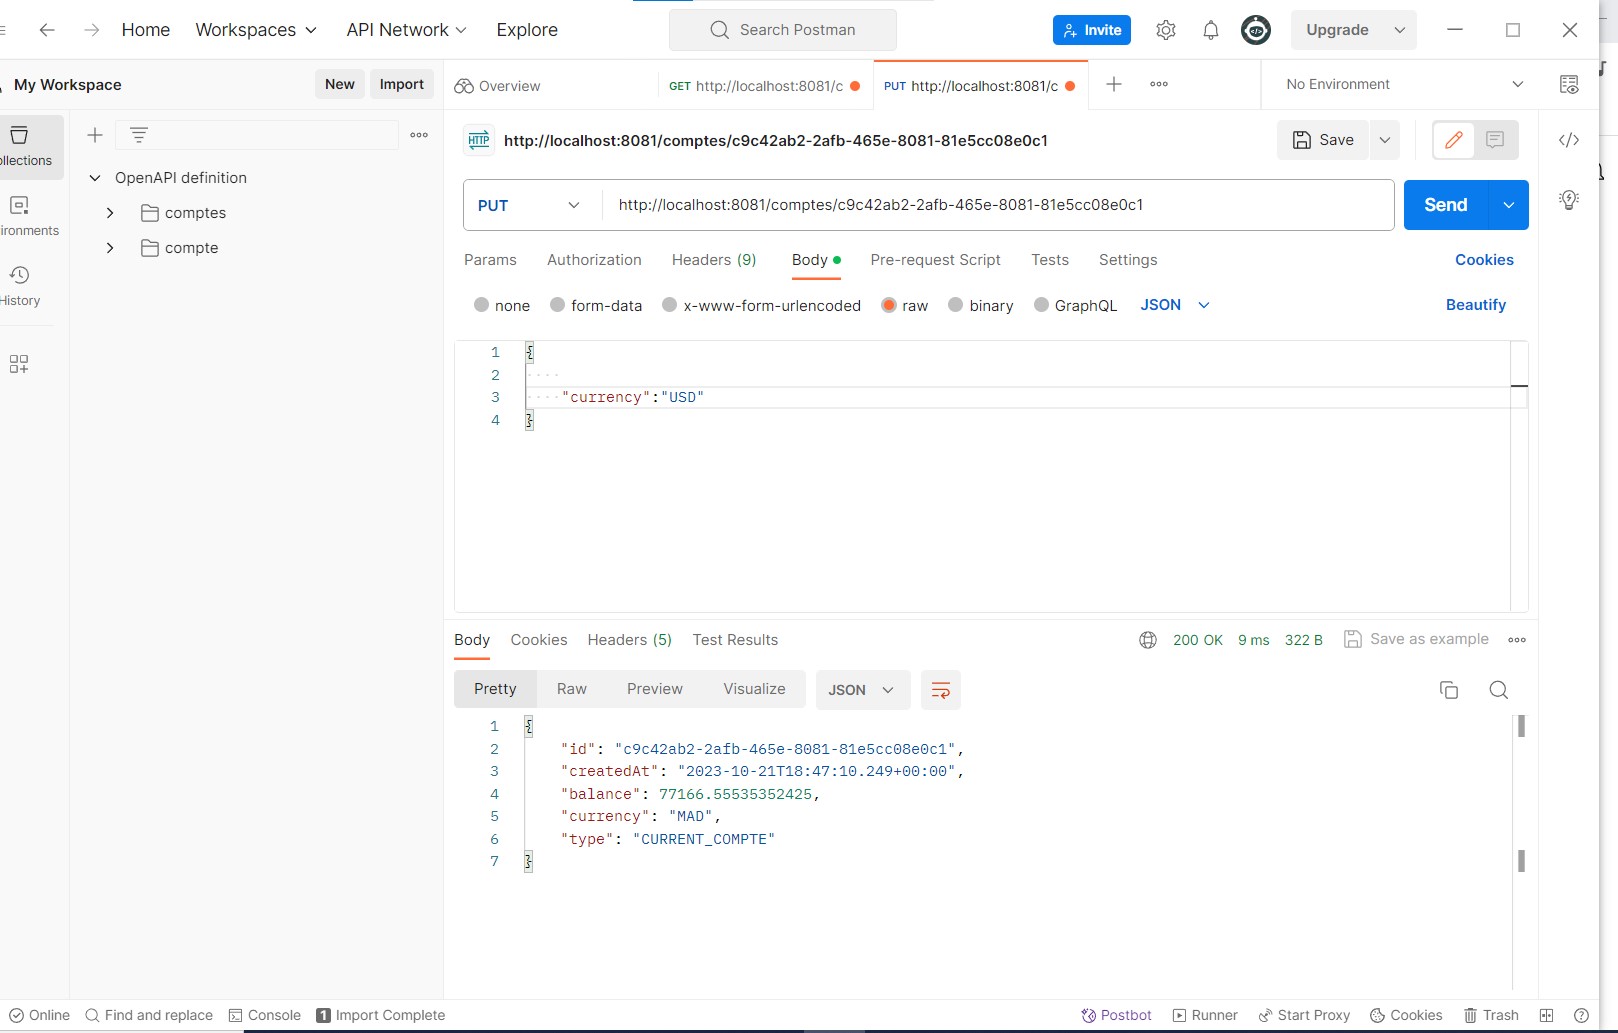 Home Workspaces API Network Explore Search Postman Invite Upgrade
My Workspace New Import Overview GET http://localhost:8081/c PUT http://localhost:8081/c No Environment
ollections
OpenAPI definition
comptes
compte
ironments
History
http://localhost:8081/comptes/c9c42ab2-2afb-465e-8081-81e5cc08e0c1 Save
PUT http://localhost:8081/comptes/c9c42ab2-2afb-465e-8081-81e5cc08e0c1 Send
Params Authorization Headers (9) Body Pre-request Script Tests Settings Cookies
none form-data x-www-form-urlencoded raw binary GraphQL JSON Beautify
1 {
2
3 "currency":"USD"
4 }
Body Cookies Headers (5) Test Results 200 OK 9 ms 322 B Save as example
Pretty Raw Preview Visualize JSON
1 {
2 "id": "c9c42ab2-2afb-465e-8081-81e5cc08e0c1",
3 "createdAt": "2023-10-21T18:47:10.249+00:00",
4 "balance": 77166.55535352425,
5 "currency": "MAD",
6 "type": "CURRENT_COMPTE"
7 }
Online Find and replace Console 1 Import Complete Postbot Runner Start Proxy Cookies Trash